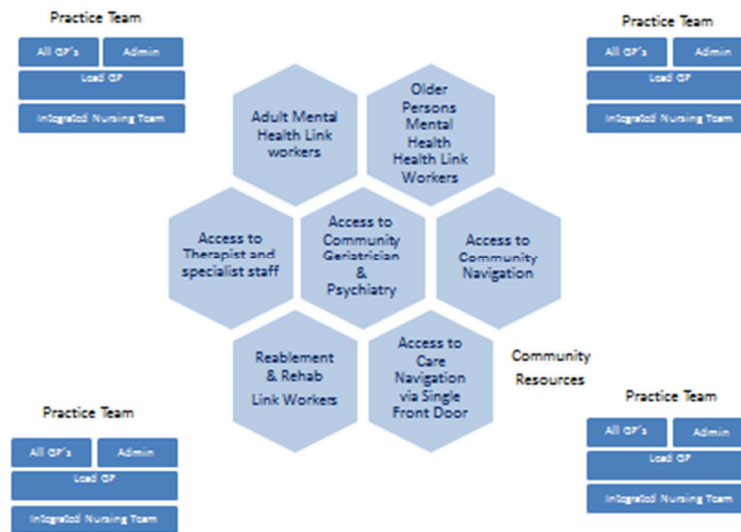 Practice Team
All GP's
Admin
Lead GP
Integrated Nursing Team
Practice Team
All GP's
Admin
Lead GP
Integrated Nursing Team
Adult Mental
Health Link
workers
Older
Persons
Mental
Health
Health Link
Workers
Access to
Therapist and
specialist staff
Access to
Community
Geriatrician
&
Psychiatry
Access to
Community
Navigation
Reablement
& Rehab
Link Workers
Access to
Care
Navigation
via Single
Front Door
Community
Resources
Practice Team
All GP's
Admin
Lead GP
Integrated Nursing Team
Practice Team
All GP's
Admin
Lead GP
Integrated Nursing Team